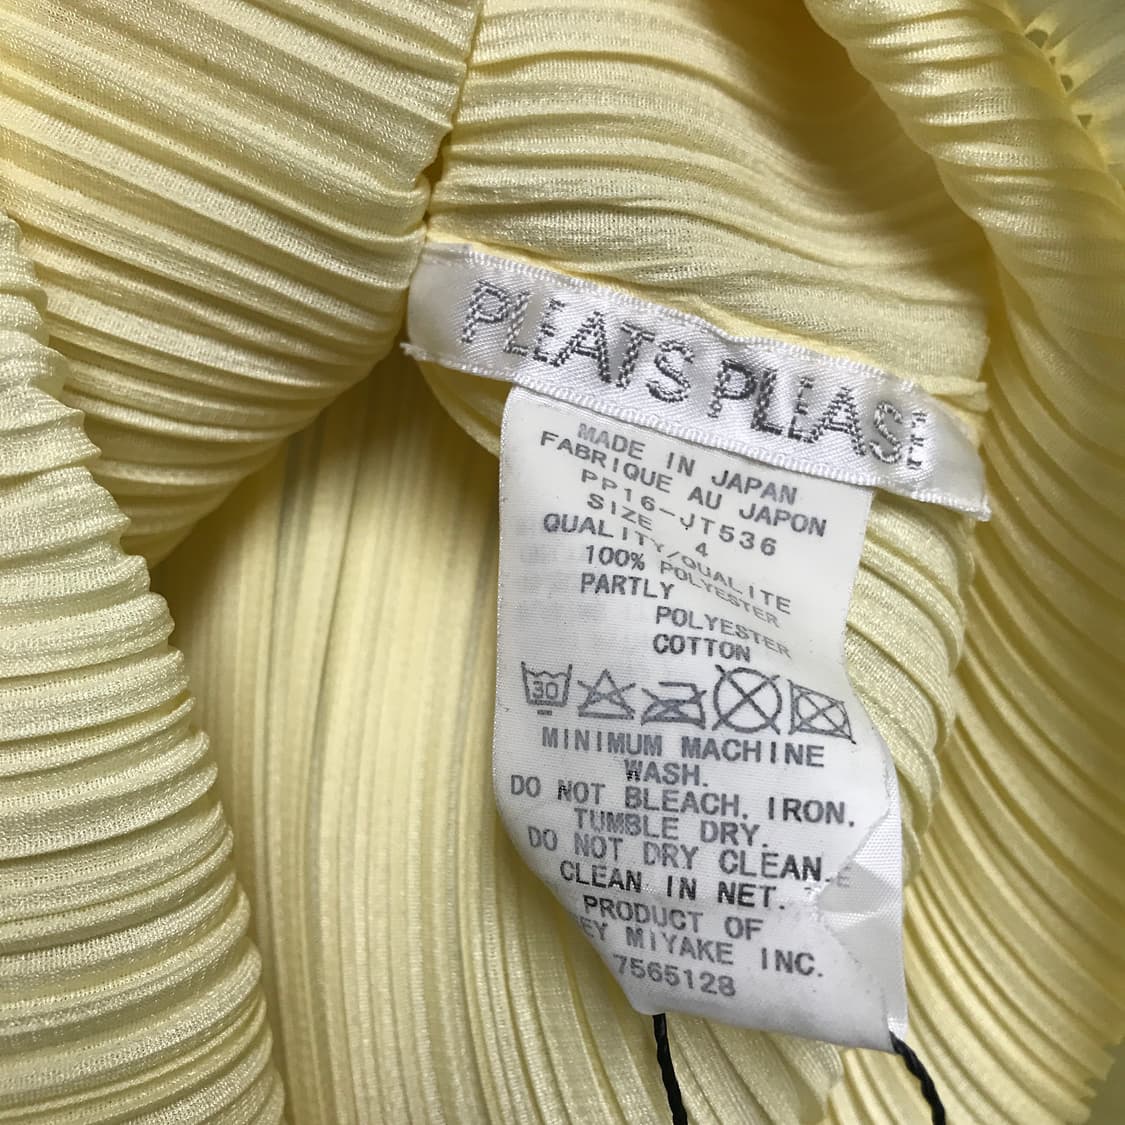 PLEATS PLEASE
MADE IN JAPAN
FABRIQUE AU JAPON
PP16-JT536
SIZE 4
QUALITY/QUALITE
100% POLYESTER
PARTLY
POLYESTER
COTTON
30
MINIMUM MACHINE
WASH.
DO NOT BLEACH. IRON.
TUMBLE DRY.
DO NOT DRY CLEAN.
CLEAN IN NET.
PRODUCT OF
EY MIYAKE INC.
7565128